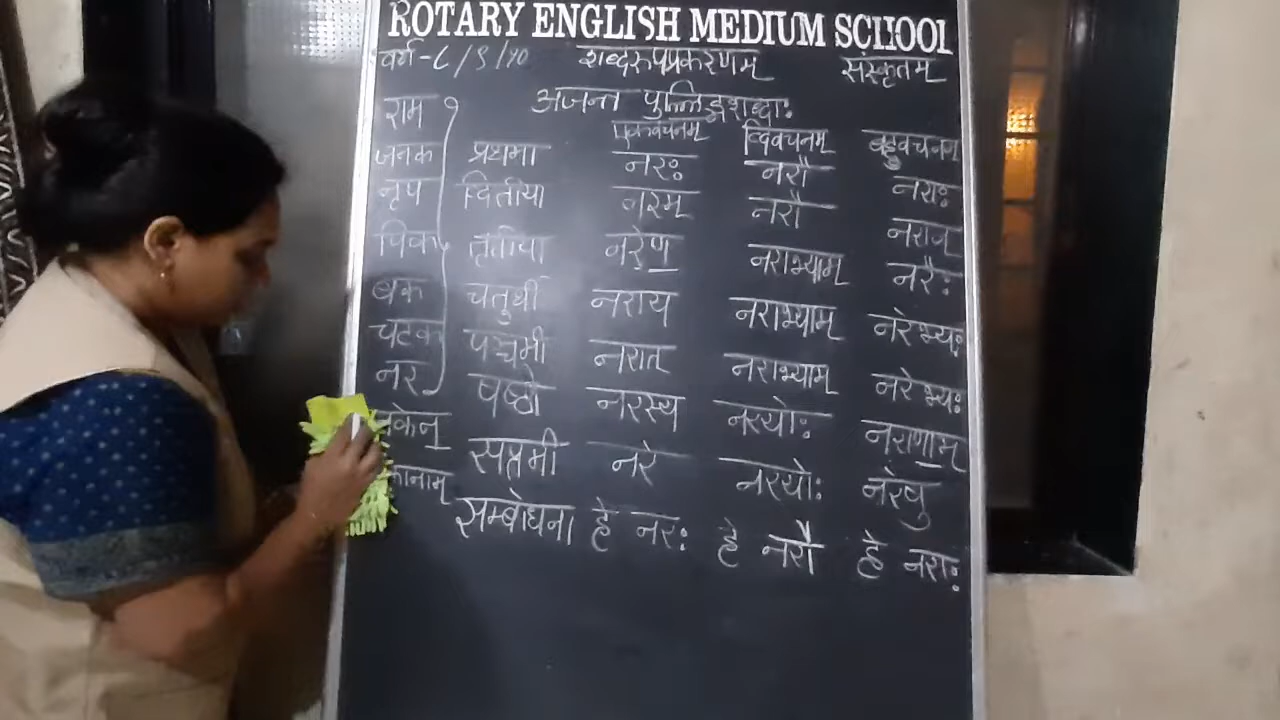 ROTARY ENGLISH MEDIUM SCHOOL
वर्ग-८/९/१० शब्दरुपप्रकरणम् संस्कृतम्
अजन्त पुल्लिङ्गशब्दाः
राम
एकवचनम् द्विवचनम् बहुवचनम्
जनक प्रथमा नरः नरौ नराः
नृप द्वितीया नरम् नरौ नरान्
पिक तृतीया नरेण नराभ्याम् नरैः
बक चतुर्थी नराय नराभ्याम् नरेभ्यः
चटक पञ्चमी नरात् नराभ्याम् नरेभ्यः
नर षष्ठी नरस्य नरयोः नराणाम्
केन् सप्तमी नरे नरयोः नरेषु
कानाम् सम्बोधना हे नरः हे नरौ हे नराः